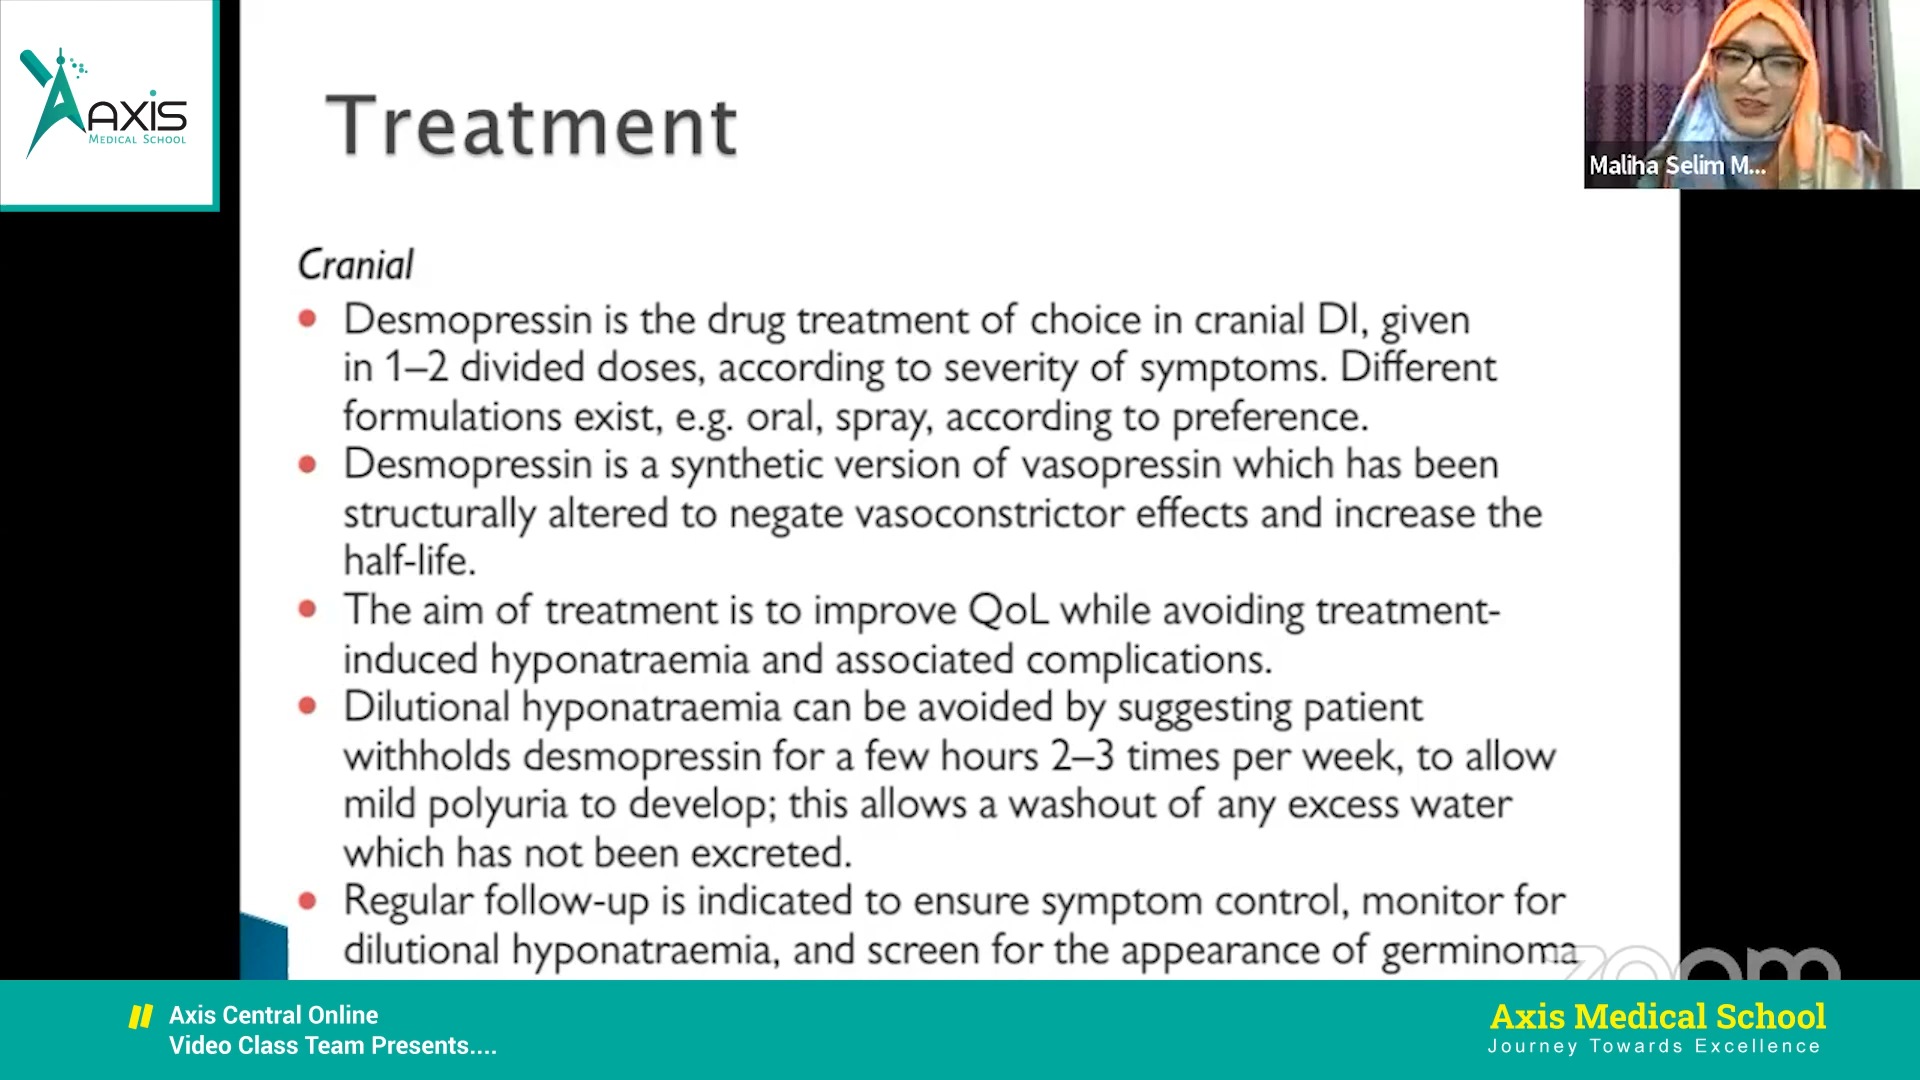 AXIS
MEDICAL SCHOOL
Treatment
Maliha Selim M...
Cranial
Desmopressin is the drug treatment of choice in cranial DI, given
in 1–2 divided doses, according to severity of symptoms. Different
formulations exist, e.g. oral, spray, according to preference.
Desmopressin is a synthetic version of vasopressin which has been
structurally altered to negate vasoconstrictor effects and increase the
half-life.
The aim of treatment is to improve QoL while avoiding treatment-
induced hyponatraemia and associated complications.
Dilutional hyponatraemia can be avoided by suggesting patient
withholds desmopressin for a few hours 2–3 times per week, to allow
mild polyuria to develop; this allows a washout of any excess water
which has not been excreted.
Regular follow-up is indicated to ensure symptom control, monitor for
dilutional hyponatraemia, and screen for the appearance of germinoma
zoom
Axis Central Online
Video Class Team Presents....
Axis Medical School
Journey Towards Excellence